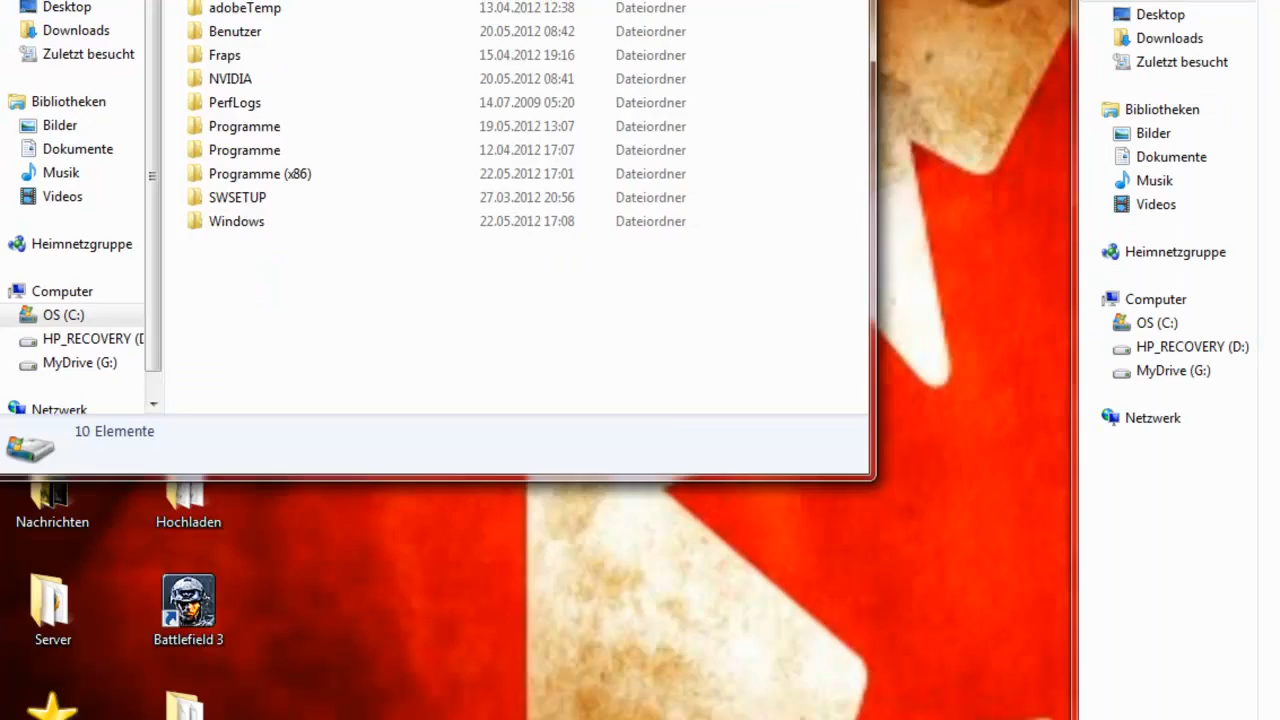 Desktop
Downloads
Zuletzt besucht
Bibliotheken
Bilder
Dokumente
Musik
Videos
Heimnetzgruppe
Computer
OS (C:)
HP_RECOVERY (D
MyDrive (G:)
Netzwerk
adobeTemp 13.04.2012 12:38 Dateiordner
Benutzer 20.05.2012 08:42 Dateiordner
Fraps 15.04.2012 19:16 Dateiordner
NVIDIA 20.05.2012 08:41 Dateiordner
PerfLogs 14.07.2009 05:20 Dateiordner
Programme 19.05.2012 13:07 Dateiordner
Programme 12.04.2012 17:07 Dateiordner
Programme (x86) 22.05.2012 17:01 Dateiordner
SWSETUP 27.03.2012 20:56 Dateiordner
Windows 22.05.2012 17:08 Dateiordner
10 Elemente
Nachrichten
Hochladen
Server
Battlefield 3
Desktop
Downloads
Zuletzt besucht
Bibliotheken
Bilder
Dokumente
Musik
Videos
Heimnetzgruppe
Computer
OS (C:)
HP_RECOVERY (D:)
MyDrive (G:)
Netzwerk